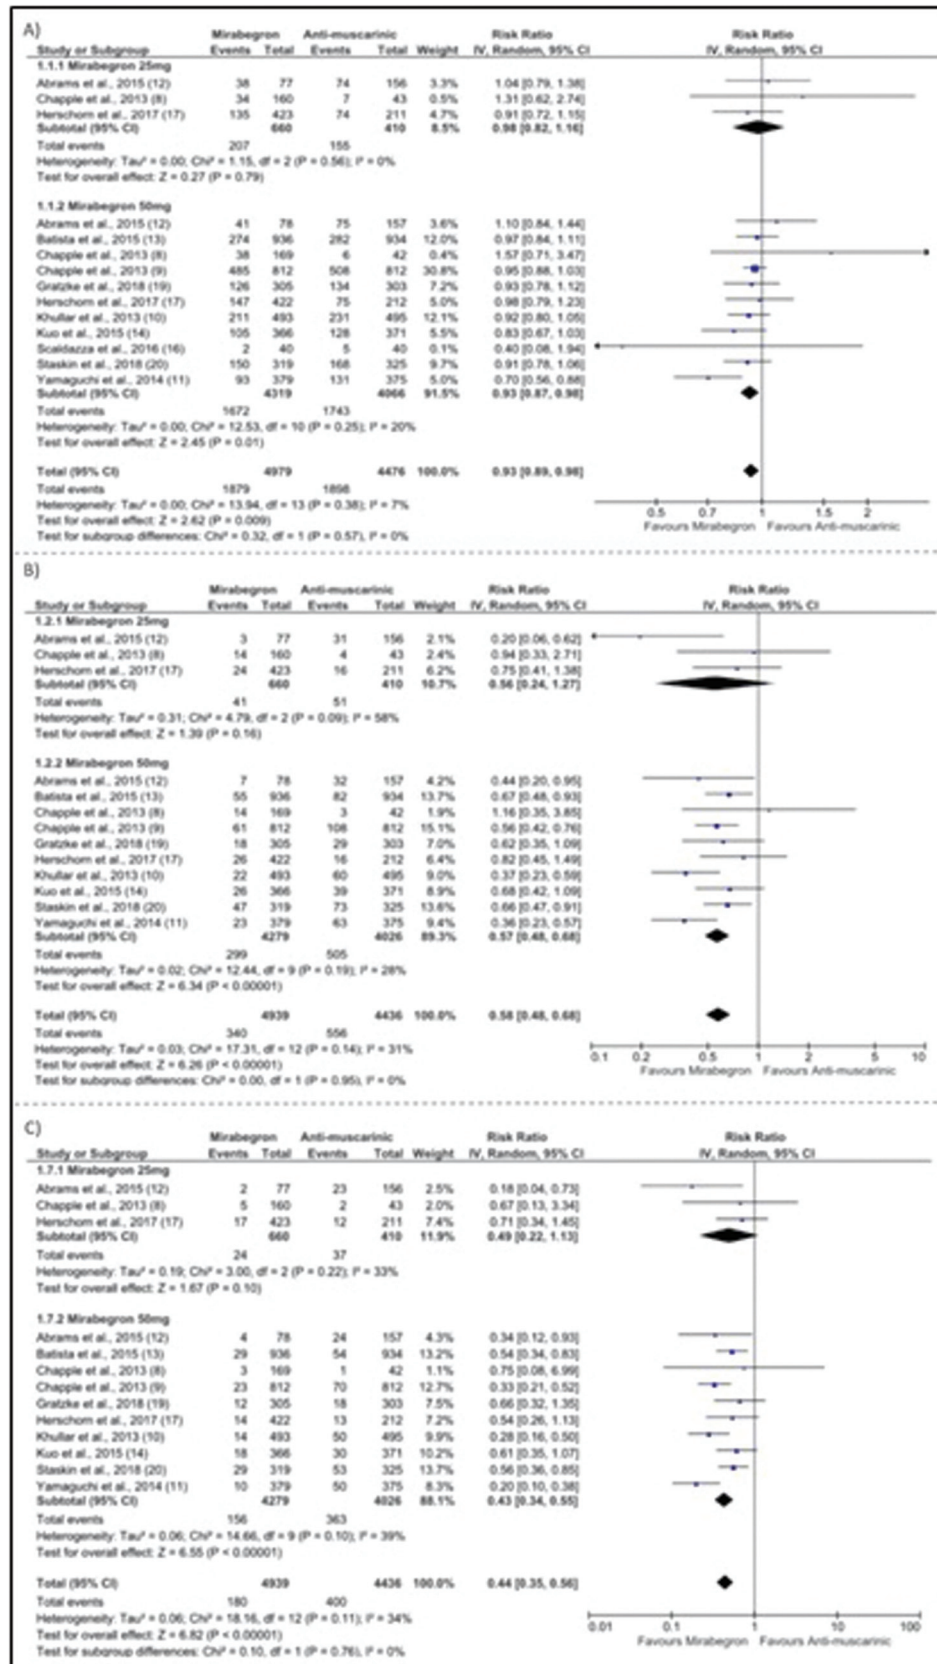 A)
Mirabegron Anti-muscarinic Risk Ratio Risk Ratio
Study or Subgroup Events Total Events Total Weight IV, Random, 95% CI IV, Random, 95% CI
1.1.1 Mirabegron 25mg
Abrams et al., 2015 (12) 38 77 74 156 3.3% 1.04 [0.79, 1.38]
Chapple et al., 2013 (8) 34 160 7 43 0.5% 1.31 [0.62, 2.74]
Herschorn et al., 2017 (17) 135 423 74 211 4.7% 0.91 [0.72, 1.15]
Subtotal (95% CI) 660 410 8.5% 0.98 [0.82, 1.16]
Total events 207 155
Heterogeneity: Tau² = 0.00; Chi² = 1.15, df = 2 (P = 0.56); I² = 0%
Test for overall effect: Z = 0.27 (P = 0.79)
1.1.2 Mirabegron 50mg
Abrams et al., 2015 (12) 41 78 75 157 3.6% 1.10 [0.84, 1.44]
Batista et al., 2015 (13) 274 936 282 934 12.0% 0.97 [0.84, 1.11]
Chapple et al., 2013 (8) 38 169 6 42 0.4% 1.57 [0.71, 3.47]
Chapple et al., 2013 (9) 485 812 508 812 30.8% 0.95 [0.88, 1.03]
Gratzke et al., 2018 (19) 126 305 134 303 7.2% 0.93 [0.78, 1.12]
Herschorn et al., 2017 (17) 147 422 75 212 5.0% 0.98 [0.79, 1.23]
Khullar et al., 2013 (10) 211 493 231 495 12.1% 0.92 [0.80, 1.05]
Kuo et al., 2015 (14) 105 366 128 371 5.5% 0.83 [0.67, 1.03]
Scaldazza et al., 2016 (16) 2 40 5 40 0.1% 0.40 [0.08, 1.94]
Staskin et al., 2018 (20) 150 319 168 325 9.7% 0.91 [0.78, 1.06]
Yamaguchi et al., 2014 (11) 93 379 131 375 5.0% 0.70 [0.56, 0.88]
Subtotal (95% CI) 4319 4066 91.5% 0.93 [0.87, 0.98]
Total events 1672 1743
Heterogeneity: Tau² = 0.00; Chi² = 12.53, df = 10 (P = 0.25); I² = 20%
Test for overall effect: Z = 2.45 (P = 0.01)
Total (95% CI) 4979 4476 100.0% 0.93 [0.89, 0.98]
Total events 1879 1898
Heterogeneity: Tau² = 0.00; Chi² = 13.94, df = 13 (P = 0.38); I² = 7%
Test for overall effect: Z = 2.62 (P = 0.009)
Test for subgroup differences: Chi² = 0.32, df = 1 (P = 0.57), I² = 0%
0.5 0.7 1 1.5 2
Favours Mirabegron Favours Anti-muscarinic
B)
Mirabegron Anti-muscarinic Risk Ratio Risk Ratio
Study or Subgroup Events Total Events Total Weight IV, Random, 95% CI IV, Random, 95% CI
1.2.1 Mirabegron 25mg
Abrams et al., 2015 (12) 3 77 31 156 2.1% 0.20 [0.06, 0.62]
Chapple et al., 2013 (8) 14 160 4 43 2.4% 0.94 [0.33, 2.71]
Herschorn et al., 2017 (17) 24 423 16 211 6.2% 0.75 [0.41, 1.38]
Subtotal (95% CI) 660 410 10.7% 0.56 [0.24, 1.27]
Total events 41 51
Heterogeneity: Tau² = 0.31; Chi² = 4.79, df = 2 (P = 0.09); I² = 58%
Test for overall effect: Z = 1.39 (P = 0.16)
1.2.2 Mirabegron 50mg
Abrams et al., 2015 (12) 7 78 32 157 4.2% 0.44 [0.20, 0.95]
Batista et al., 2015 (13) 55 936 82 934 13.7% 0.67 [0.48, 0.93]
Chapple et al., 2013 (8) 14 169 3 42 1.9% 1.16 [0.35, 3.85]
Chapple et al., 2013 (9) 61 812 108 812 15.1% 0.56 [0.42, 0.76]
Gratzke et al., 2018 (19) 18 305 29 303 7.0% 0.62 [0.35, 1.09]
Herschorn et al., 2017 (17) 26 422 16 212 6.4% 0.82 [0.45, 1.49]
Khullar et al., 2013 (10) 22 493 60 495 9.0% 0.37 [0.23, 0.59]
Kuo et al., 2015 (14) 26 366 39 371 8.9% 0.68 [0.42, 1.09]
Staskin et al., 2018 (20) 47 319 73 325 13.6% 0.66 [0.47, 0.91]
Yamaguchi et al., 2014 (11) 23 379 63 375 9.4% 0.36 [0.23, 0.57]
Subtotal (95% CI) 4279 4026 89.3% 0.57 [0.48, 0.68]
Total events 299 505
Heterogeneity: Tau² = 0.02; Chi² = 12.44, df = 9 (P = 0.19); I² = 28%
Test for overall effect: Z = 6.34 (P < 0.00001)
Total (95% CI) 4939 4436 100.0% 0.58 [0.48, 0.68]
Total events 340 556
Heterogeneity: Tau² = 0.03; Chi² = 17.31, df = 12 (P = 0.14); I² = 31%
Test for overall effect: Z = 6.26 (P < 0.00001)
Test for subgroup differences: Chi² = 0.00, df = 1 (P = 0.95), I² = 0%
0.1 0.2 0.5 1 2 5 10
Favours Mirabegron Favours Anti-muscarinic
C)
Mirabegron Anti-muscarinic Risk Ratio Risk Ratio
Study or Subgroup Events Total Events Total Weight IV, Random, 95% CI IV, Random, 95% CI
1.7.1 Mirabegron 25mg
Abrams et al., 2015 (12) 2 77 23 156 2.5% 0.18 [0.04, 0.73]
Chapple et al., 2013 (8) 5 160 2 43 2.0% 0.67 [0.13, 3.34]
Herschorn et al., 2017 (17) 17 423 12 211 7.4% 0.71 [0.34, 1.45]
Subtotal (95% CI) 660 410 11.9% 0.49 [0.22, 1.13]
Total events 24 37
Heterogeneity: Tau² = 0.19; Chi² = 3.00, df = 2 (P = 0.22); I² = 33%
Test for overall effect: Z = 1.67 (P = 0.10)
1.7.2 Mirabegron 50mg
Abrams et al., 2015 (12) 4 78 24 157 4.3% 0.34 [0.12, 0.93]
Batista et al., 2015 (13) 29 936 54 934 13.2% 0.54 [0.34, 0.83]
Chapple et al., 2013 (8) 3 169 1 42 1.1% 0.75 [0.08, 6.99]
Chapple et al., 2013 (9) 23 812 70 812 12.7% 0.33 [0.21, 0.52]
Gratzke et al., 2018 (19) 12 305 18 303 7.5% 0.66 [0.32, 1.35]
Herschorn et al., 2017 (17) 14 422 13 212 7.2% 0.54 [0.26, 1.13]
Khullar et al., 2013 (10) 14 493 50 495 9.9% 0.28 [0.16, 0.50]
Kuo et al., 2015 (14) 18 366 30 371 10.2% 0.61 [0.35, 1.07]
Staskin et al., 2018 (20) 29 319 53 325 13.7% 0.56 [0.36, 0.85]
Yamaguchi et al., 2014 (11) 10 379 50 375 8.3% 0.20 [0.10, 0.38]
Subtotal (95% CI) 4279 4026 88.1% 0.43 [0.34, 0.55]
Total events 156 363
Heterogeneity: Tau² = 0.06; Chi² = 14.66, df = 9 (P = 0.10); I² = 39%
Test for overall effect: Z = 6.55 (P < 0.00001)
Total (95% CI) 4939 4436 100.0% 0.44 [0.35, 0.56]
Total events 180 400
Heterogeneity: Tau² = 0.06; Chi² = 18.16, df = 12 (P = 0.11); I² = 34%
Test for overall effect: Z = 6.82 (P < 0.00001)
Test for subgroup differences: Chi² = 0.10, df = 1 (P = 0.76), I² = 0%
0.01 0.1 1 10 100
Favours Mirabegron Favours Anti-muscarinic